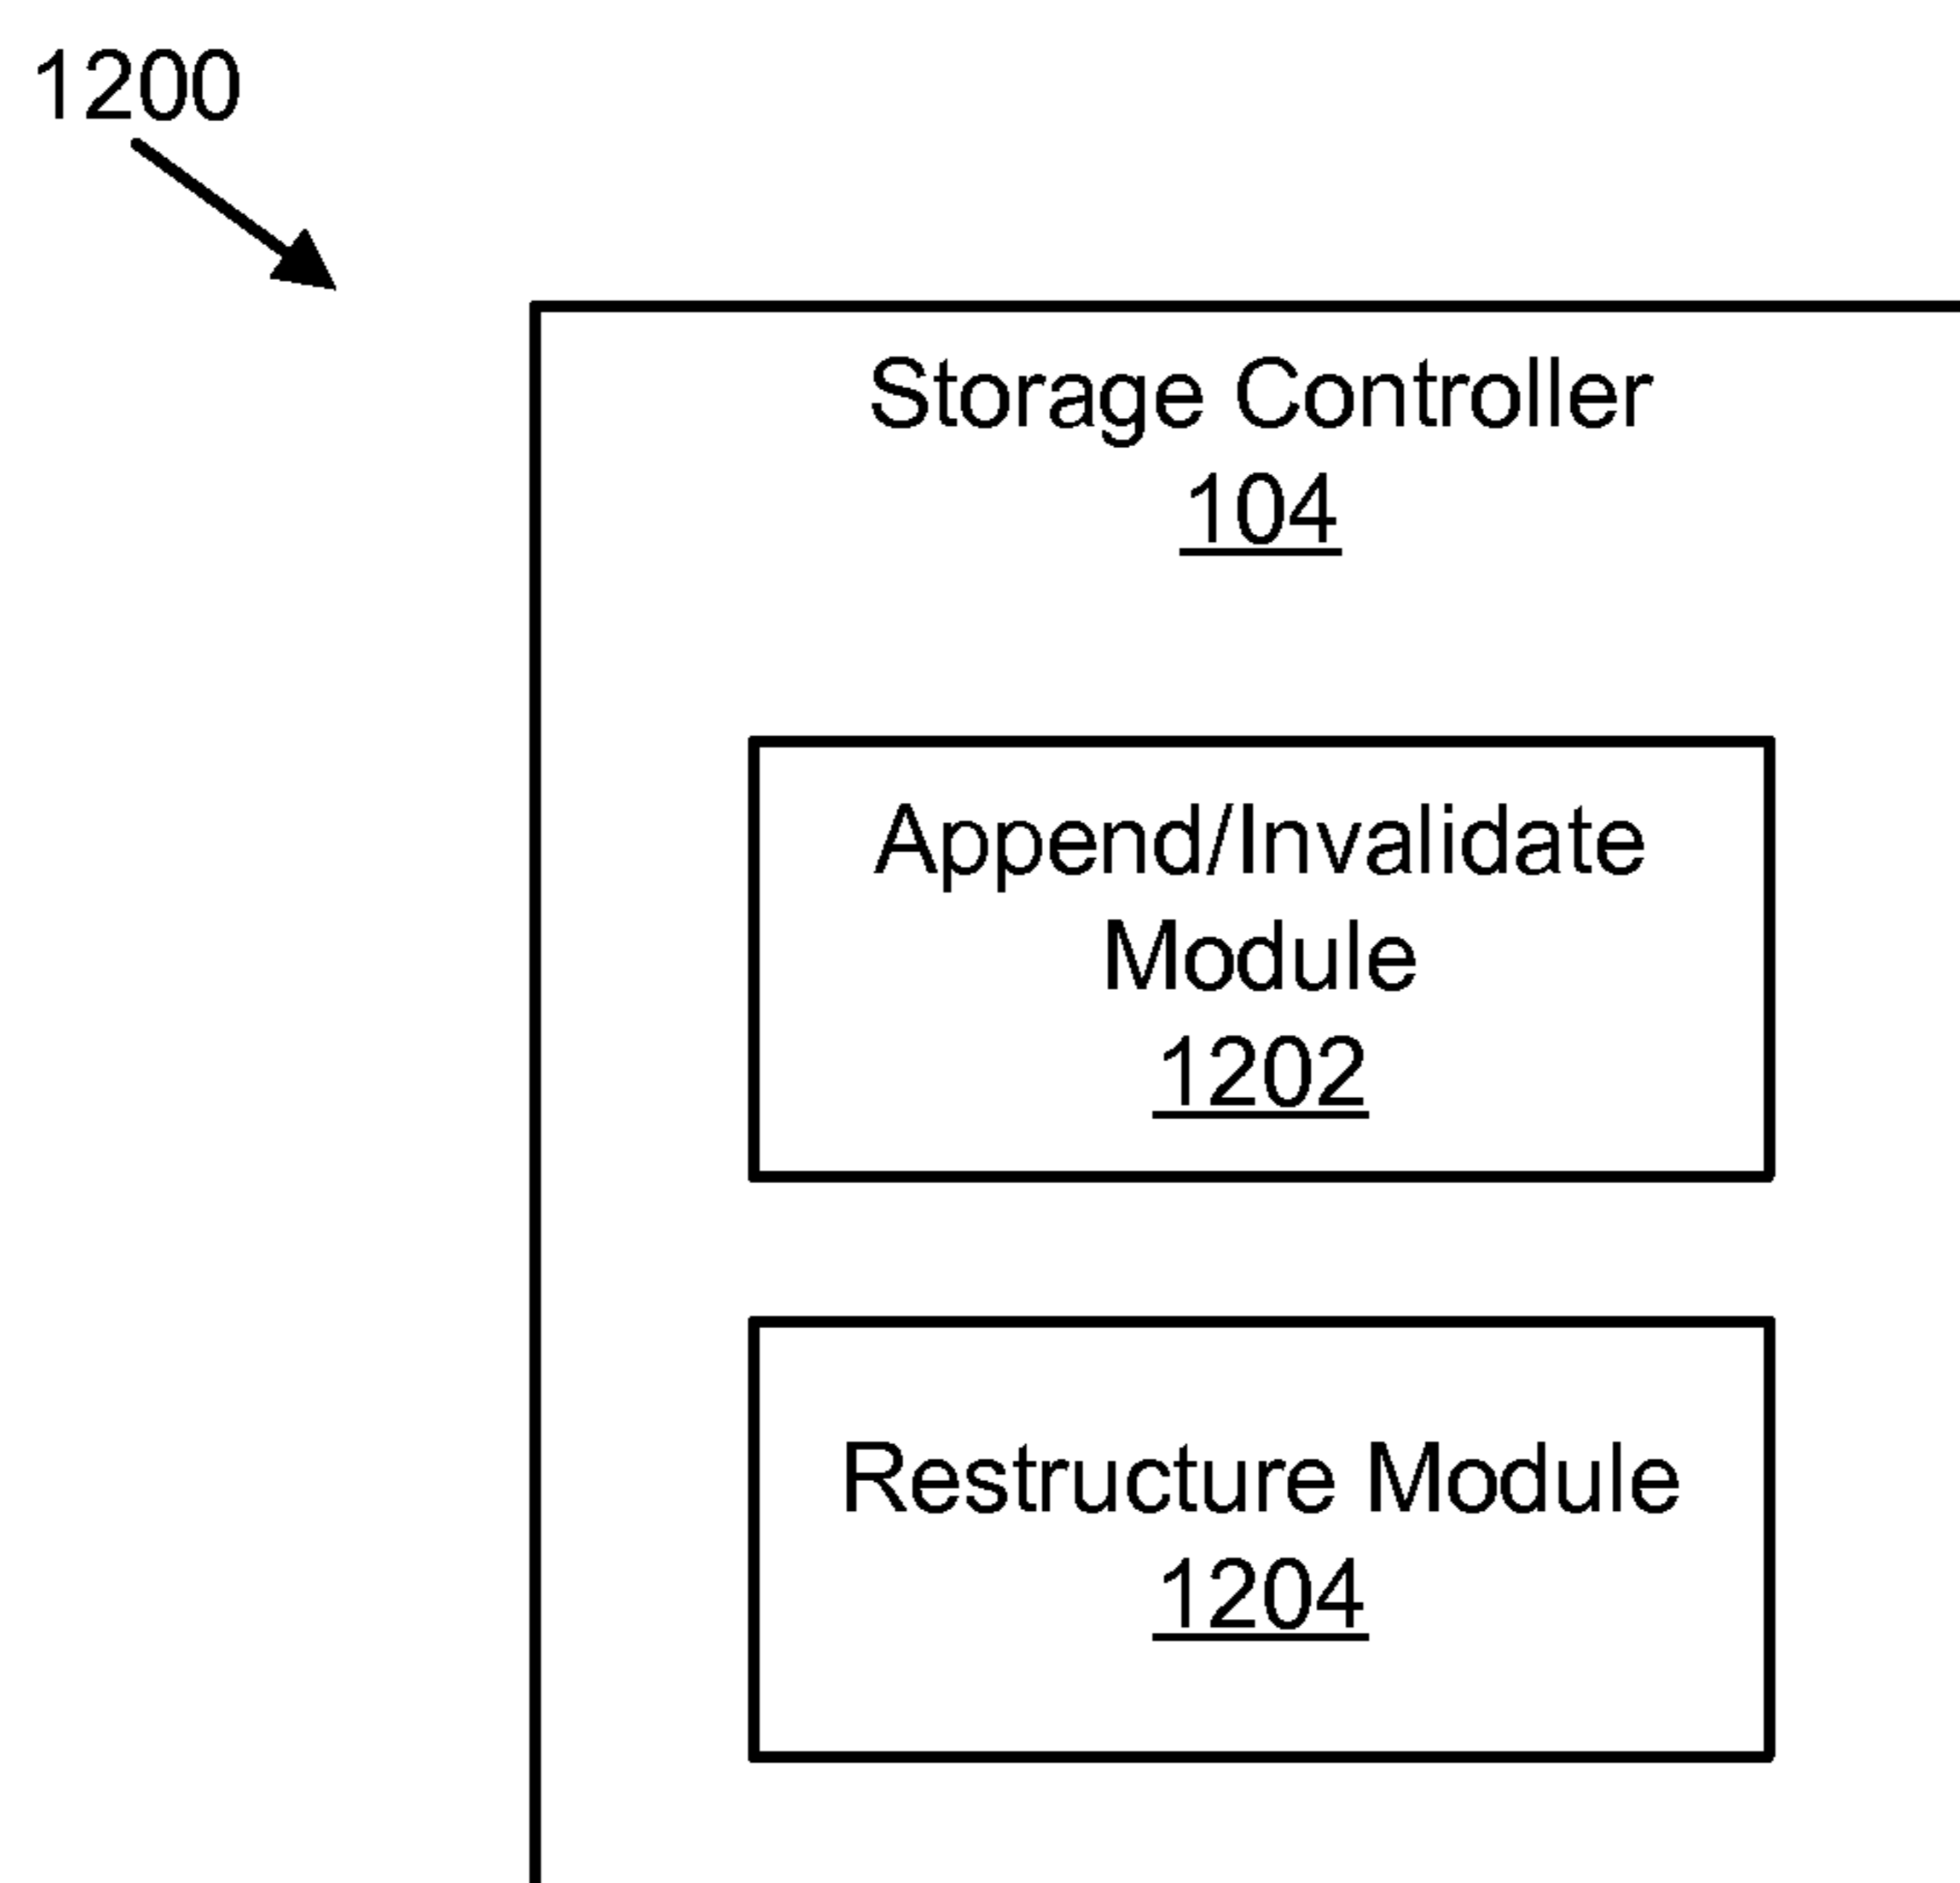 1200
Storage Controller
104
Append/Invalidate
Module
1202
Restructure Module
1204